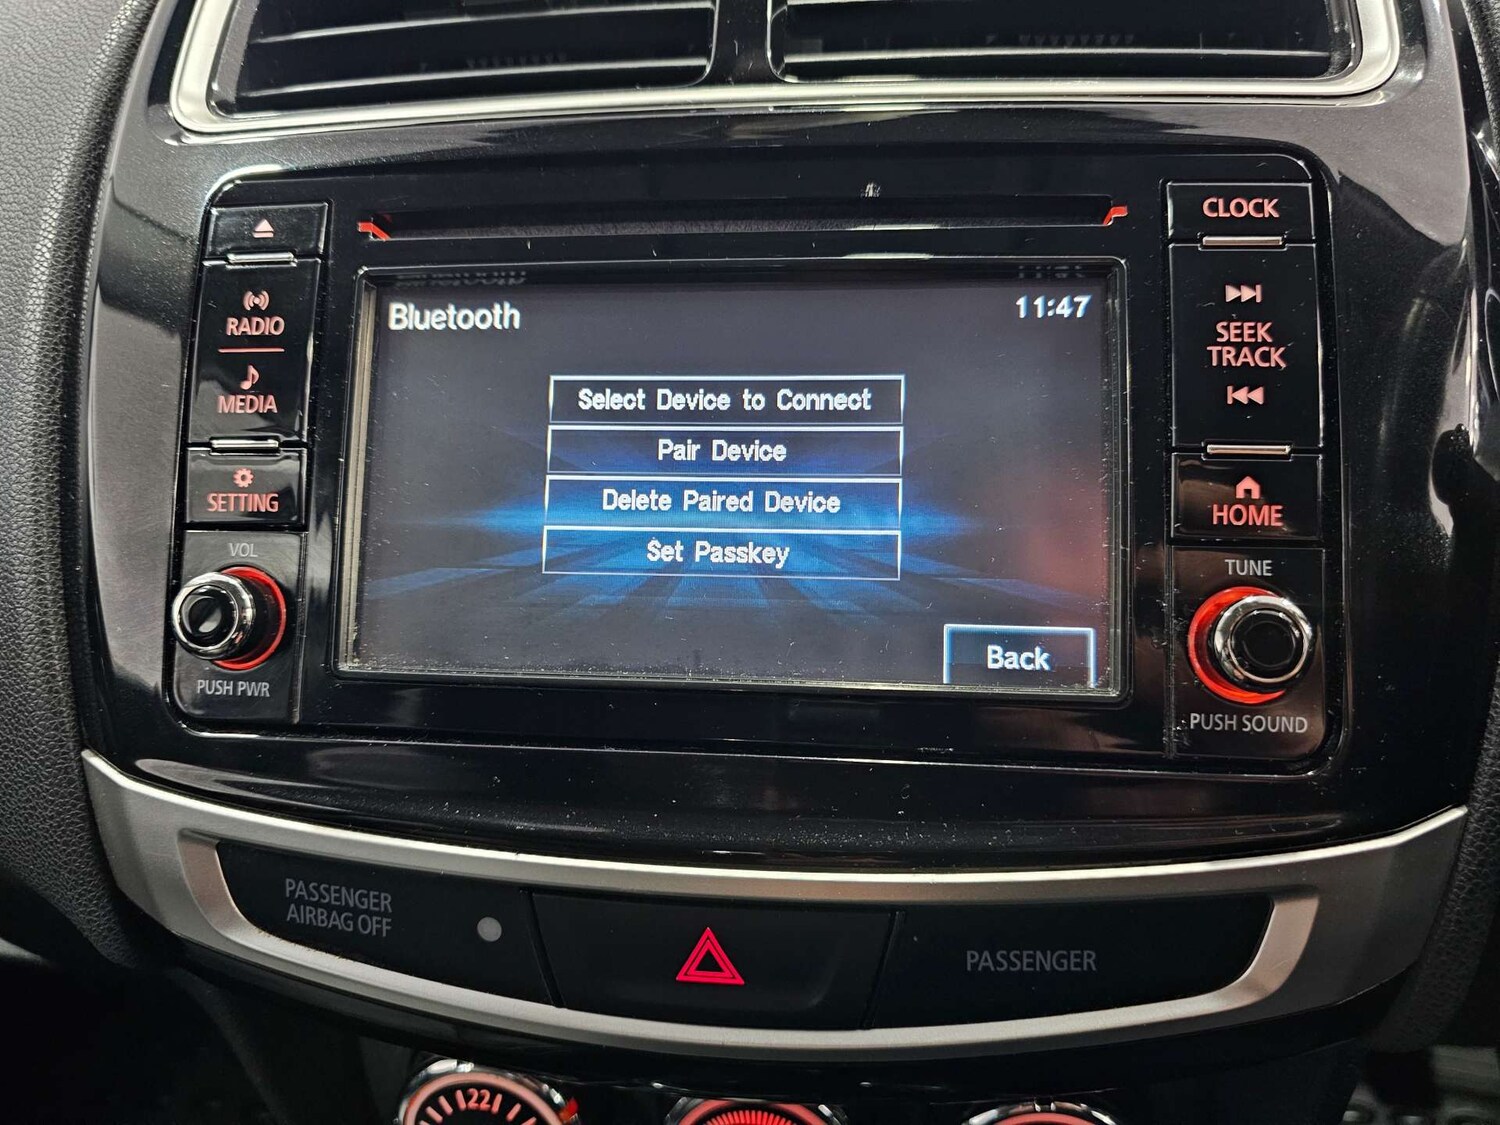 CLOCK
RADIO
MEDIA
SETTING
VOL
PUSH PWR
Bluetooth
11:47
Select Device to Connect
Pair Device
Delete Paired Device
Set Passkey
Back
SEEK
TRACK
HOME
TUNE
PUSH SOUND
PASSENGER
AIRBAG OFF
PASSENGER
22